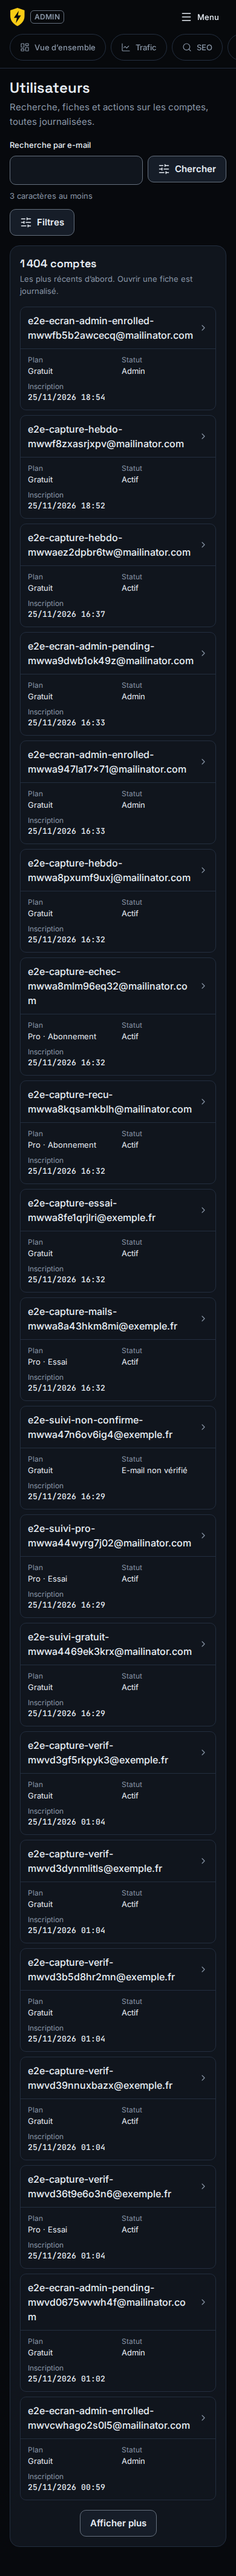 ADMIN
Menu
Vue d'ensemble
Trafic
SEO
Utilisateurs
Recherche, fiches et actions sur les comptes,
toutes journalisées.
Recherche par e-mail
Chercher
3 caractères au moins
Filtres
1 404 comptes
Les plus récents d'abord. Ouvrir une fiche est
journalisé.
e2e-ecran-admin-enrolled-
mwwfb5b2awcecq@mailinator.com
Plan
Statut
Gratuit
Admin
Inscription
25/11/2026 18:54
e2e-capture-hebdo-
mwwf8zxasrjxpv@mailinator.com
Plan
Statut
Gratuit
Actif
Inscription
25/11/2026 18:52
e2e-capture-hebdo-
mwwaez2dpbr6tw@mailinator.com
Plan
Statut
Gratuit
Actif
Inscription
25/11/2026 16:37
e2e-ecran-admin-pending-
mwwa9dwb1ok49z@mailinator.com
Plan
Statut
Gratuit
Admin
Inscription
25/11/2026 16:33
e2e-ecran-admin-enrolled-
mwwa947la17x71@mailinator.com
Plan
Statut
Gratuit
Admin
Inscription
25/11/2026 16:33
e2e-capture-hebdo-
mwwa8pxumf9uxj@mailinator.com
Plan
Statut
Gratuit
Actif
Inscription
25/11/2026 16:32
e2e-capture-echec-
mwwa8mlm96eq32@mailinator.co
m
Plan
Statut
Pro · Abonnement
Actif
Inscription
25/11/2026 16:32
e2e-capture-recu-
mwwa8kqsamkblh@mailinator.com
Plan
Statut
Pro · Abonnement
Actif
Inscription
25/11/2026 16:32
e2e-capture-essai-
mwwa8fe1qrjlri@exemple.fr
Plan
Statut
Gratuit
Actif
Inscription
25/11/2026 16:32
e2e-capture-mails-
mwwa8a43hkm8mi@exemple.fr
Plan
Statut
Pro · Essai
Actif
Inscription
25/11/2026 16:32
e2e-suivi-non-confirme-
mwwa47n6ov6ig4@exemple.fr
Plan
Statut
Gratuit
E-mail non vérifié
Inscription
25/11/2026 16:29
e2e-suivi-pro-
mwwa44wyrg7j02@mailinator.com
Plan
Statut
Pro · Essai
Actif
Inscription
25/11/2026 16:29
e2e-suivi-gratuit-
mwwa4469ek3krx@mailinator.com
Plan
Statut
Gratuit
Actif
Inscription
25/11/2026 16:29
e2e-capture-verif-
mwvd3gf5rkpyk3@exemple.fr
Plan
Statut
Gratuit
Actif
Inscription
25/11/2026 01:04
e2e-capture-verif-
mwvd3dynmlitls@exemple.fr
Plan
Statut
Gratuit
Actif
Inscription
25/11/2026 01:04
e2e-capture-verif-
mwvd3b5d8hr2mn@exemple.fr
Plan
Statut
Gratuit
Actif
Inscription
25/11/2026 01:04
e2e-capture-verif-
mwvd39nnuxbazx@exemple.fr
Plan
Statut
Gratuit
Actif
Inscription
25/11/2026 01:04
e2e-capture-verif-
mwvd36t9e6o3n6@exemple.fr
Plan
Statut
Pro · Essai
Actif
Inscription
25/11/2026 01:04
e2e-ecran-admin-pending-
mwvd0675wvwh4f@mailinator.co
m
Plan
Statut
Gratuit
Admin
Inscription
25/11/2026 01:02
e2e-ecran-admin-enrolled-
mwvcwhago2s0l5@mailinator.com
Plan
Statut
Gratuit
Admin
Inscription
25/11/2026 00:59
Afficher plus